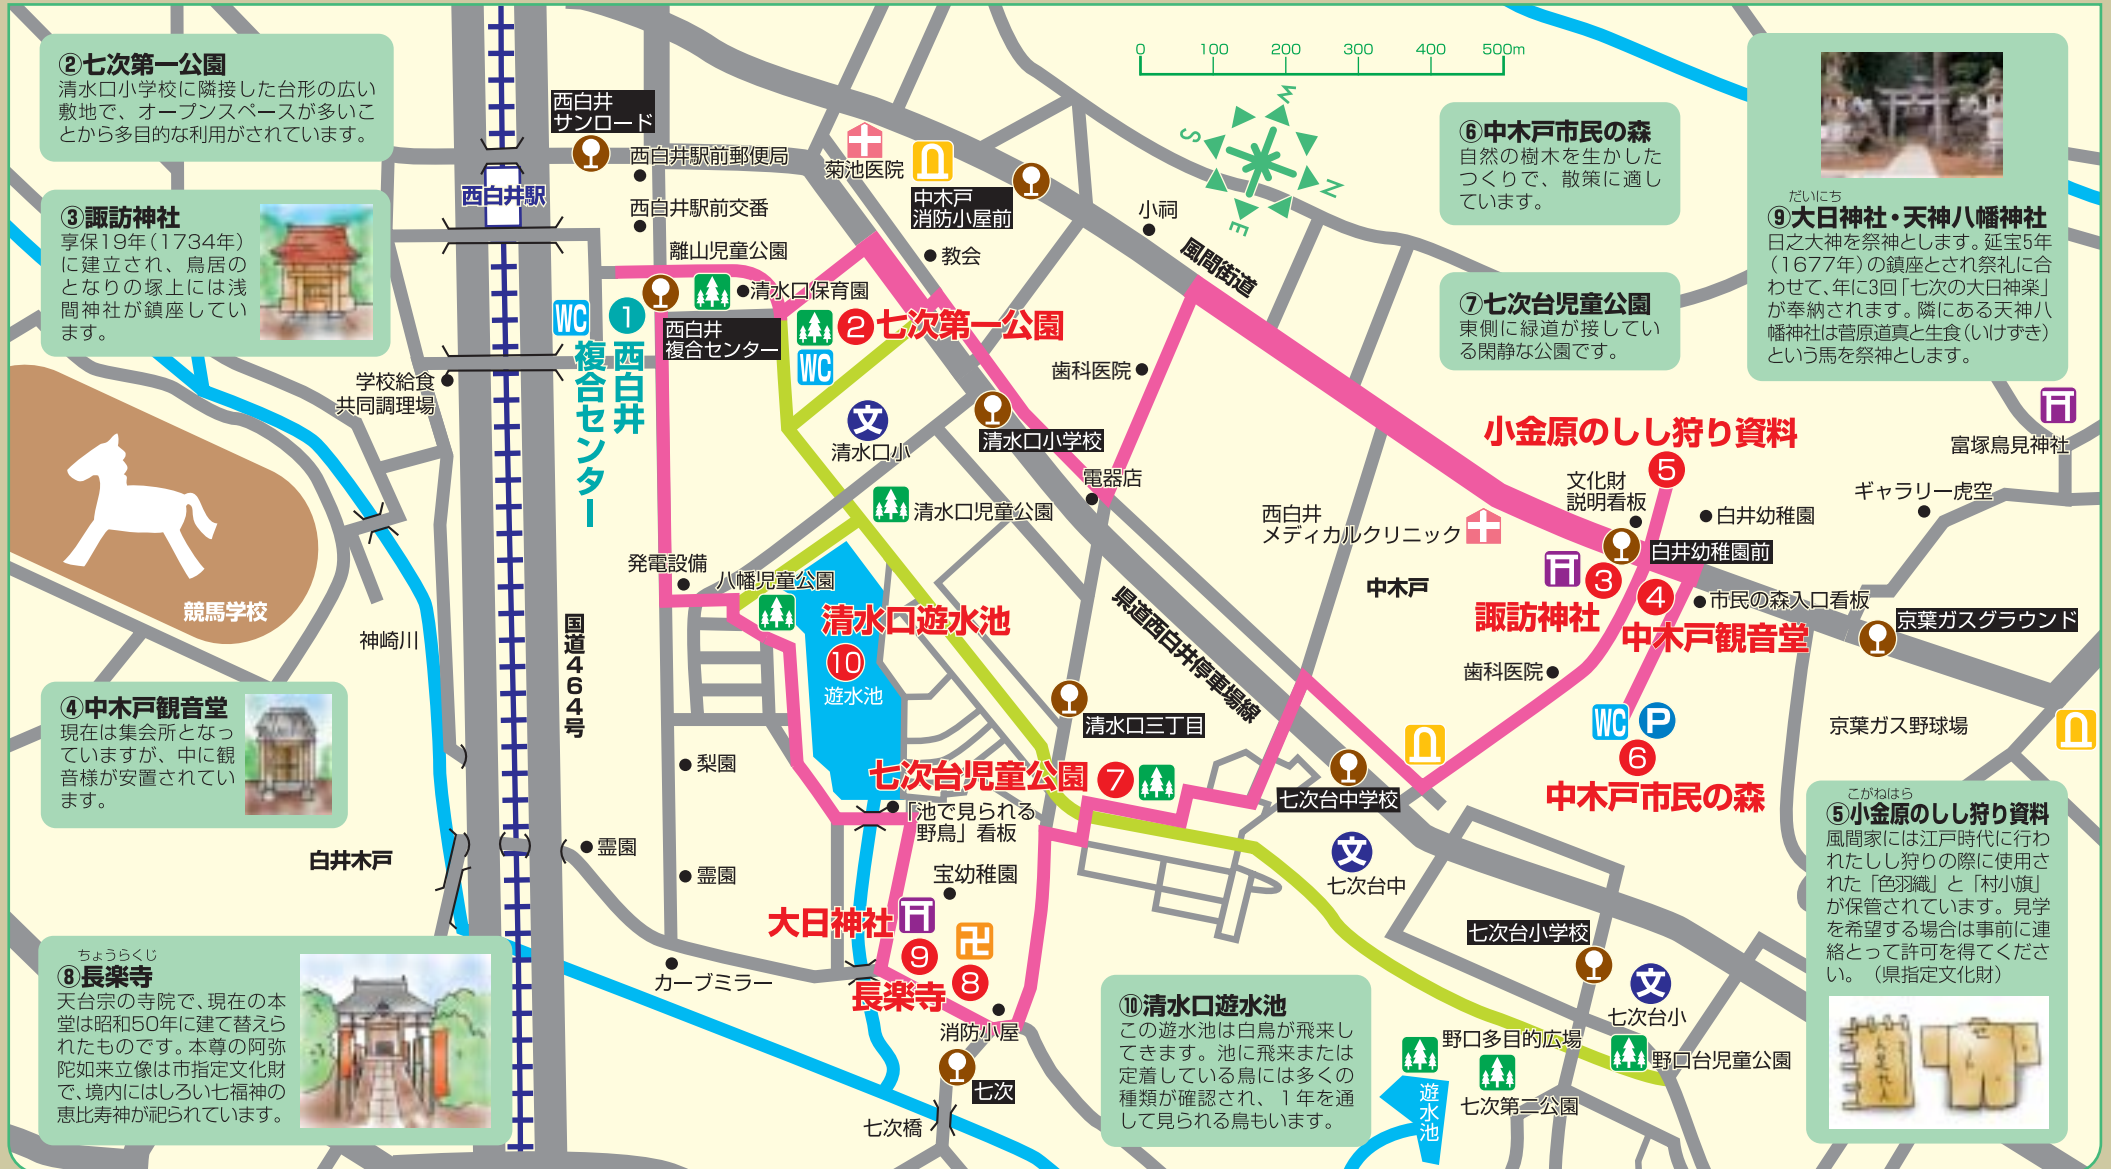 ②七次第一公園
清水口小学校に隣接した台形の広い
敷地で、オープンスペースが多いこ
とから多目的な利用がされています。
③諏訪神社
享保19年(1734年)
に建立され、鳥居の
となりの塚上には浅
間神社が鎮座してい
ます。
④中木戸観音堂
現在は集会所となっ
ていますが、中に観
音様が安置されてい
ます。
ちょうらくじ
⑧長楽寺
天台宗の寺院で、現在の本
堂は昭和50年に建て替えら
れたものです。本尊の阿弥
陀如来立像は市指定文化財
で、境内にはしろい七福神の
恵比寿神が祀られています。
⑥中木戸市民の森
自然の樹木を生かした
つくりで、散策に適し
ています。
⑦七次台児童公園
東側に緑道が接してい
る閑静な公園です。
だいにち
⑨大日神社・天神八幡神社
日之大神を祭神とします。延宝5年
(1677年)の鎮座とされ祭礼に合
わせて、年に3回「七次の大日神楽」
が奉納されます。隣にある天神八
幡神社は菅原道真と生食(いけずき)
という馬を祭神とします。
こがねはら
⑤小金原のしし狩り資料
風間家には江戸時代に行わ
れたしし狩りの際に使用さ
れた「色羽織」と「村小旗」
が保管されています。見学
を希望する場合は事前に連
絡とって許可を得てくださ
い。(県指定文化財)
⑩清水口遊水池
この遊水池は白鳥が飛来し
てきます。池に飛来または
定着している鳥には多くの
種類が確認され、1年を通
して見られる鳥もいます。
0 100 200 300 400 500m
W
S
N
E
西白井
サンロード
西白井駅前郵便局
西白井駅
西白井駅前交番
離山児童公園
清水口保育園
WC
1
西白井
複合センター
西白井
複合センター
2 七次第一公園
WC
菊池医院
中木戸
消防小屋前
教会
小祠
風間街道
学校給食
共同調理場
歯科医院
文
清水口小
清水口小学校
電器店
清水口児童公園
小金原のしし狩り資料
5
文化財
説明看板
白井幼稚園
白井幼稚園前
富塚鳥見神社
ギャラリー虎空
西白井
メディカルクリニック
中木戸
3
諏訪神社
4
中木戸観音堂
市民の森入口看板
京葉ガスグラウンド
歯科医院
WC P
6
中木戸市民の森
京葉ガス野球場
競馬学校
神崎川
国道464号
発電設備
八幡児童公園
清水口遊水池
10
遊水池
県道西白井停車場線
清水口三丁目
七次台児童公園 7
「池で見られる
野鳥」看板
梨園
霊園
霊園
白井木戸
宝幼稚園
大日神社
9
8
長楽寺
カーブミラー
消防小屋
七次
七次橋
七次台中学校
文
七次台中
七次台小学校
文
七次台小
野口多目的広場
野口台児童公園
七次第二公園
遊水池